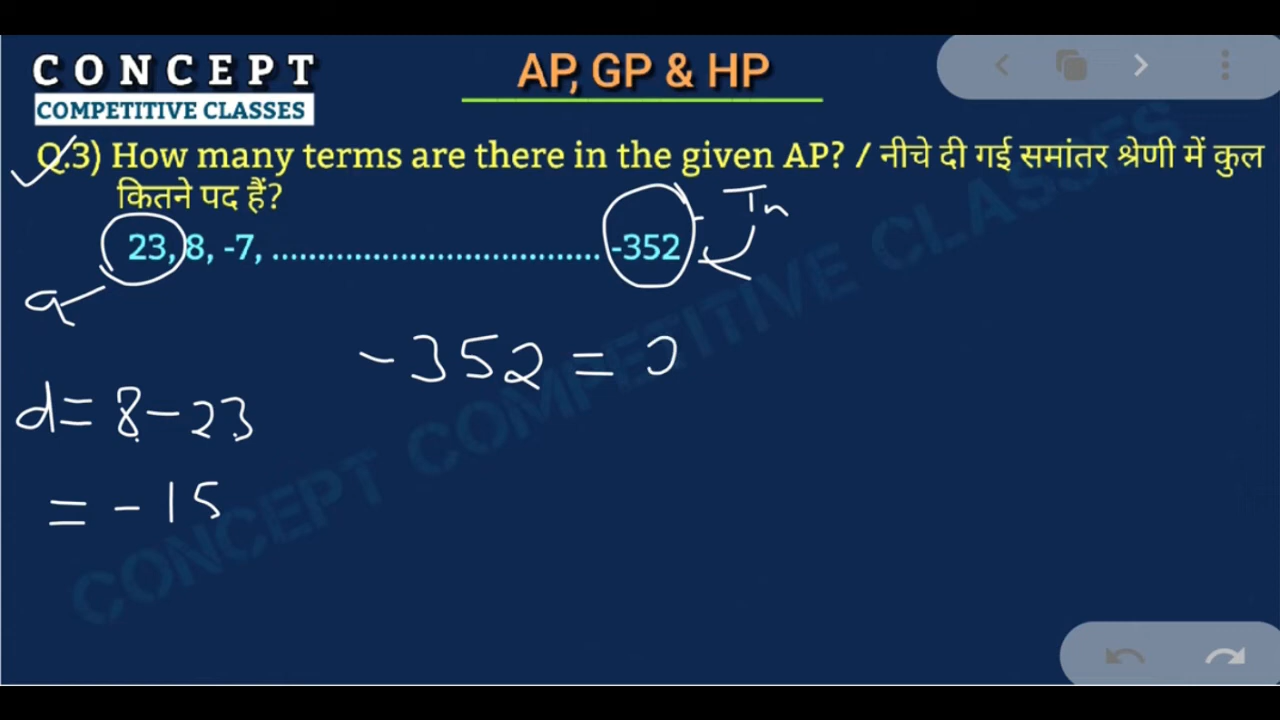 CONCEPT
COMPETITIVE CLASSES
AP, GP & HP
Q.3) How many terms are there in the given AP? / नीचे दी गई समांतर श्रेणी में कुल
कितने पद हैं?
23, 8, -7, ..................................... -352
Tn
a
-352 =
d = 8 - 23
= - 15
CONCEPT COMPETITIVE CLASSES